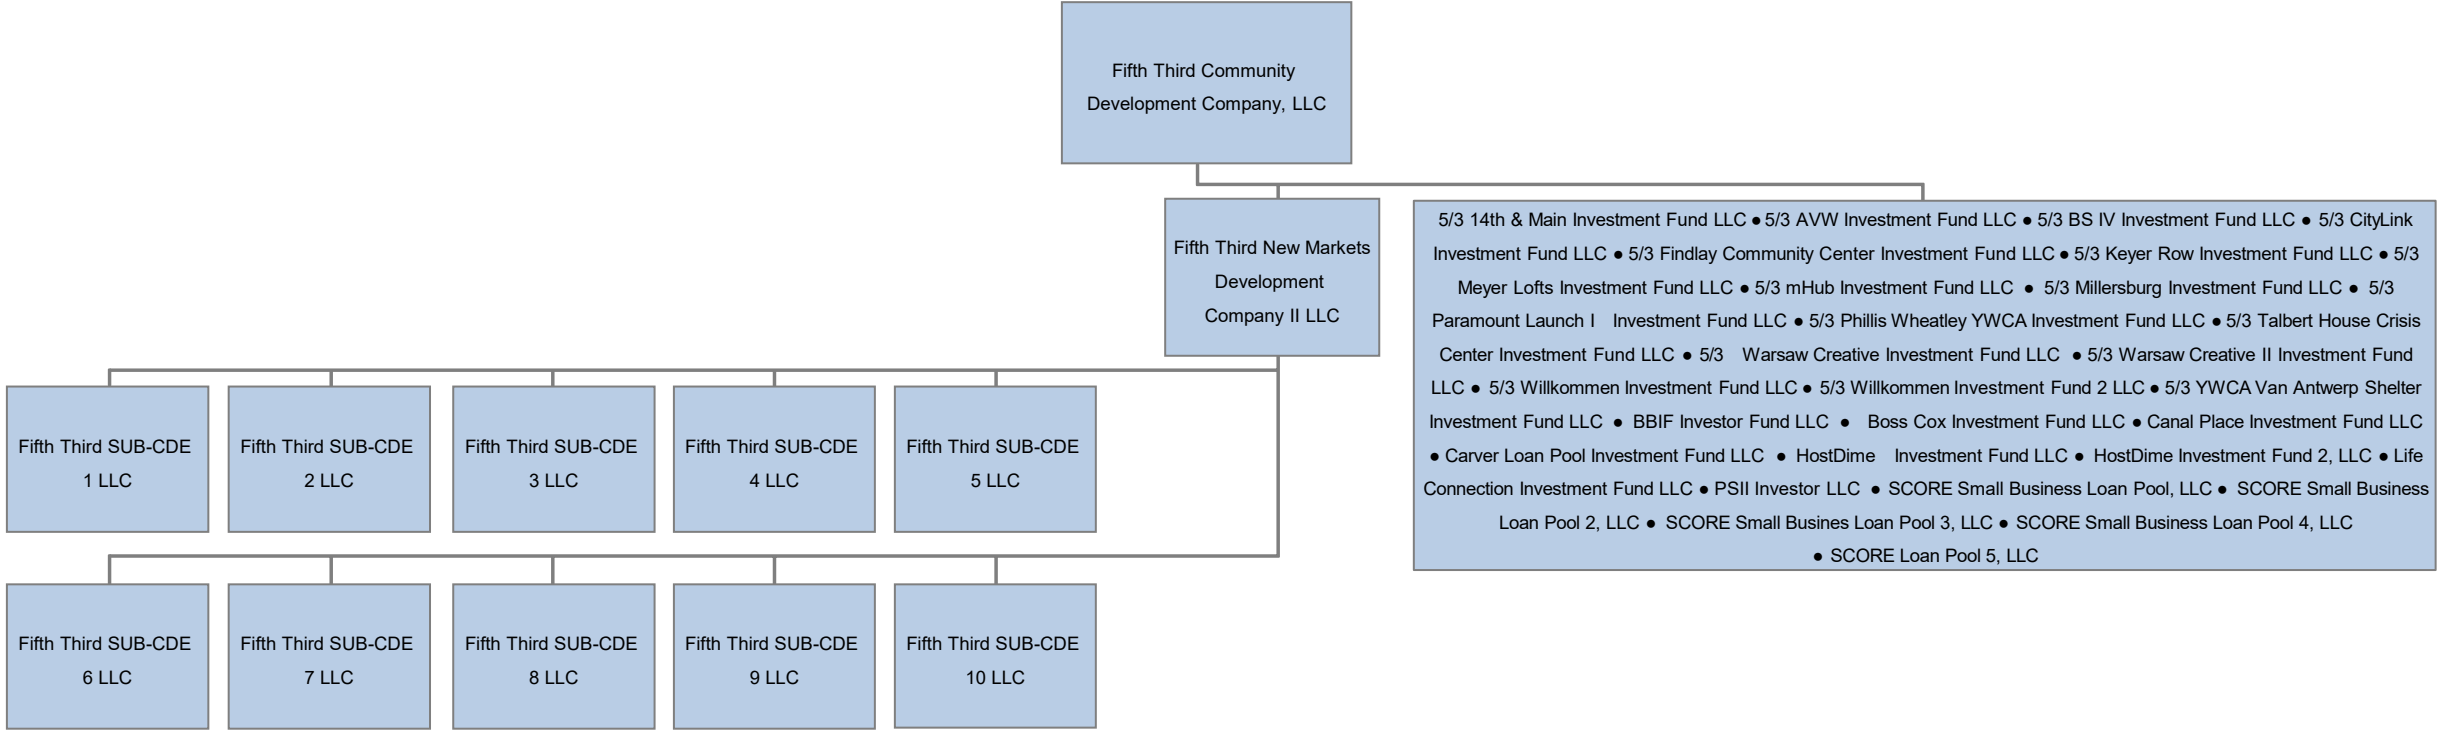 Fifth Third Community
Development Company, LLC
Fifth Third New Markets
Development
Company II LLC
5/3 14th & Main Investment Fund LLC ● 5/3 AVW Investment Fund LLC ● 5/3 BS IV Investment Fund LLC ● 5/3 CityLink
Investment Fund LLC ● 5/3 Findlay Community Center Investment Fund LLC ● 5/3 Keyer Row Investment Fund LLC ● 5/3
Meyer Lofts Investment Fund LLC ● 5/3 mHub Investment Fund LLC ● 5/3 Millersburg Investment Fund LLC ● 5/3
Paramount Launch I Investment Fund LLC ● 5/3 Phillis Wheatley YWCA Investment Fund LLC ● 5/3 Talbert House Crisis
Center Investment Fund LLC ● 5/3 Warsaw Creative Investment Fund LLC ● 5/3 Warsaw Creative II Investment Fund
LLC ● 5/3 Willkommen Investment Fund LLC ● 5/3 Willkommen Investment Fund 2 LLC ● 5/3 YWCA Van Antwerp Shelter
Investment Fund LLC ● BBIF Investor Fund LLC ● Boss Cox Investment Fund LLC ● Canal Place Investment Fund LLC
● Carver Loan Pool Investment Fund LLC ● HostDime Investment Fund LLC ● HostDime Investment Fund 2, LLC ● Life
Connection Investment Fund LLC ● PSII Investor LLC ● SCORE Small Business Loan Pool, LLC ● SCORE Small Business
Loan Pool 2, LLC ● SCORE Small Busines Loan Pool 3, LLC ● SCORE Small Business Loan Pool 4, LLC
● SCORE Loan Pool 5, LLC
Fifth Third SUB-CDE
1 LLC
Fifth Third SUB-CDE
2 LLC
Fifth Third SUB-CDE
3 LLC
Fifth Third SUB-CDE
4 LLC
Fifth Third SUB-CDE
5 LLC
Fifth Third SUB-CDE
6 LLC
Fifth Third SUB-CDE
7 LLC
Fifth Third SUB-CDE
8 LLC
Fifth Third SUB-CDE
9 LLC
Fifth Third SUB-CDE
10 LLC